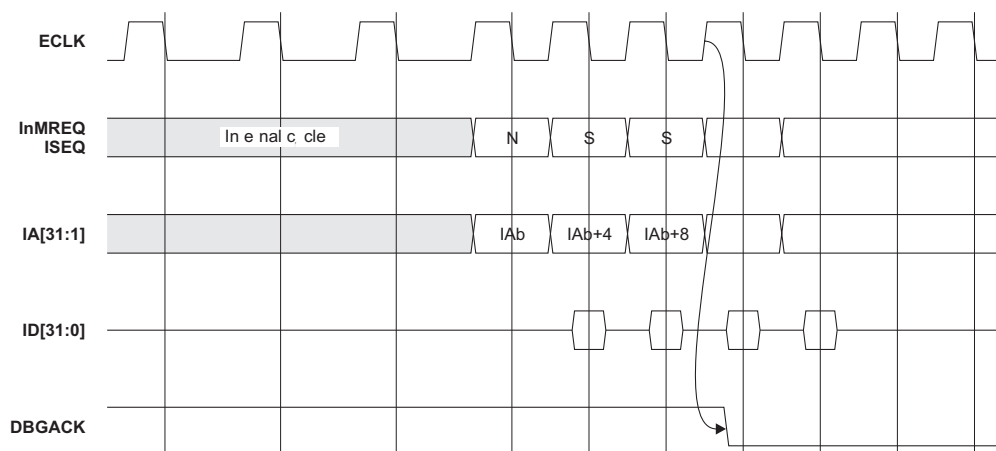 ECLK
InMREQ
ISEQ
In e nal c, cle
N S S
IA[31:1]
IAb IAb+4 IAb+8
ID[31:0]
DBGACK